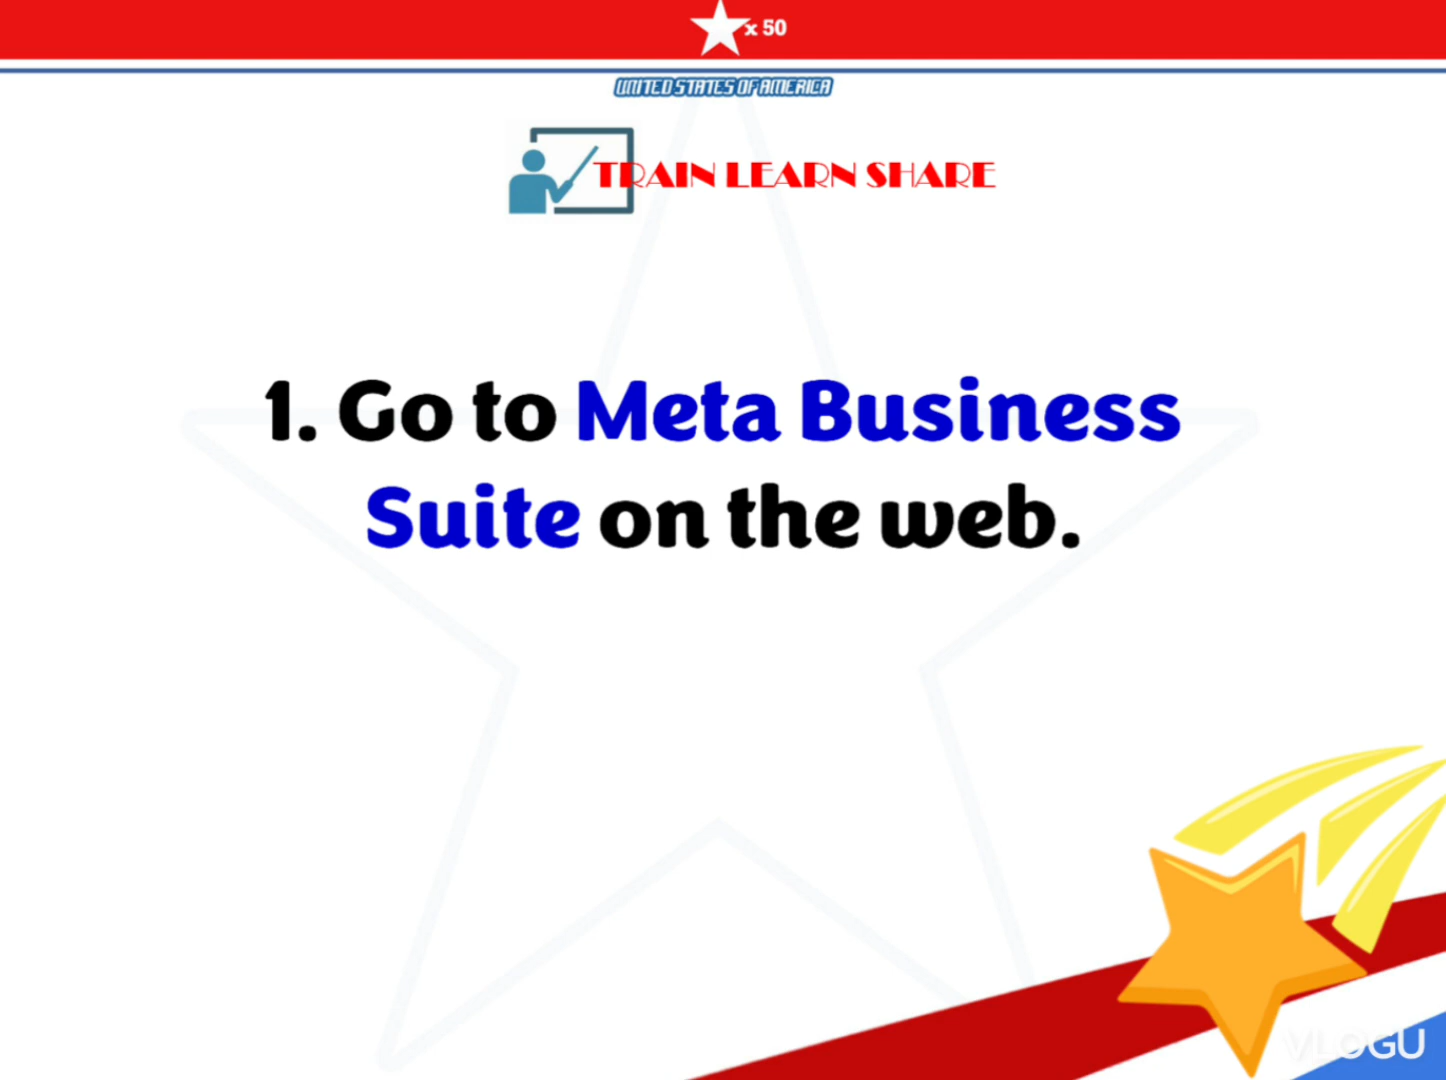 x 50
UNITED STATES OF AMERICA
TRAIN LEARN SHARE
1. Go to Meta Business
Suite on the web.
VLOGU